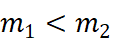 m₁ < m₂